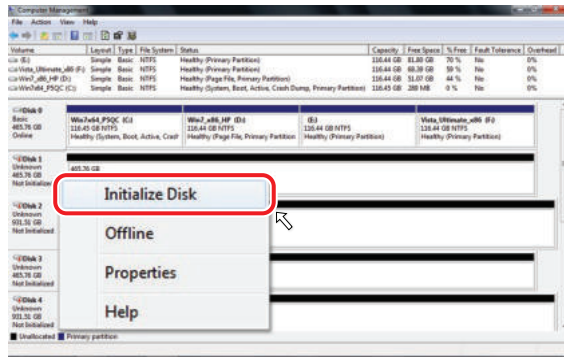 Computer Management
File Action View Help
Volume Layout Type File System Status Capacity Free Space % Free Fault Tolerance Overhead
(E:) Simple Basic NTFS Healthy (Primary Partition) 116.44 GB 81.80 GB 70 % No 0%
Vista_Ultimate_x86 (F:) Simple Basic NTFS Healthy (Primary Partition) 116.44 GB 68.39 GB 59 % No 0%
Win7_x86_HP (D:) Simple Basic NTFS Healthy (Page File, Primary Partition) 116.44 GB 51.07 GB 44 % No 0%
Win7x64_PSQC (C:) Simple Basic NTFS Healthy (System, Boot, Active, Crash Dump, Primary Partition) 116.45 GB 280 MB 0 % No 0%
Disk 0
Basic
465.76 GB
Online
Win7x64_PSQC (C:)
116.45 GB NTFS
Healthy (System, Boot, Active, Crash
Win7_x86_HP (D:)
116.44 GB NTFS
Healthy (Page File, Primary Partition
(E:)
116.44 GB NTFS
Healthy (Primary Partition)
Vista_Ultimate_x86 (F:)
116.44 GB NTFS
Healthy (Primary Partition)
Disk 1
Unknown
465.76 GB
Not Initialized
465.76 GB
Initialize Disk
Offline
Properties
Help
Disk 2
Unknown
931.51 GB
Not Initialized
Disk 3
Unknown
465.76 GB
Not Initialized
Disk 4
Unknown
931.51 GB
Not Initialized
Unallocated Primary partition